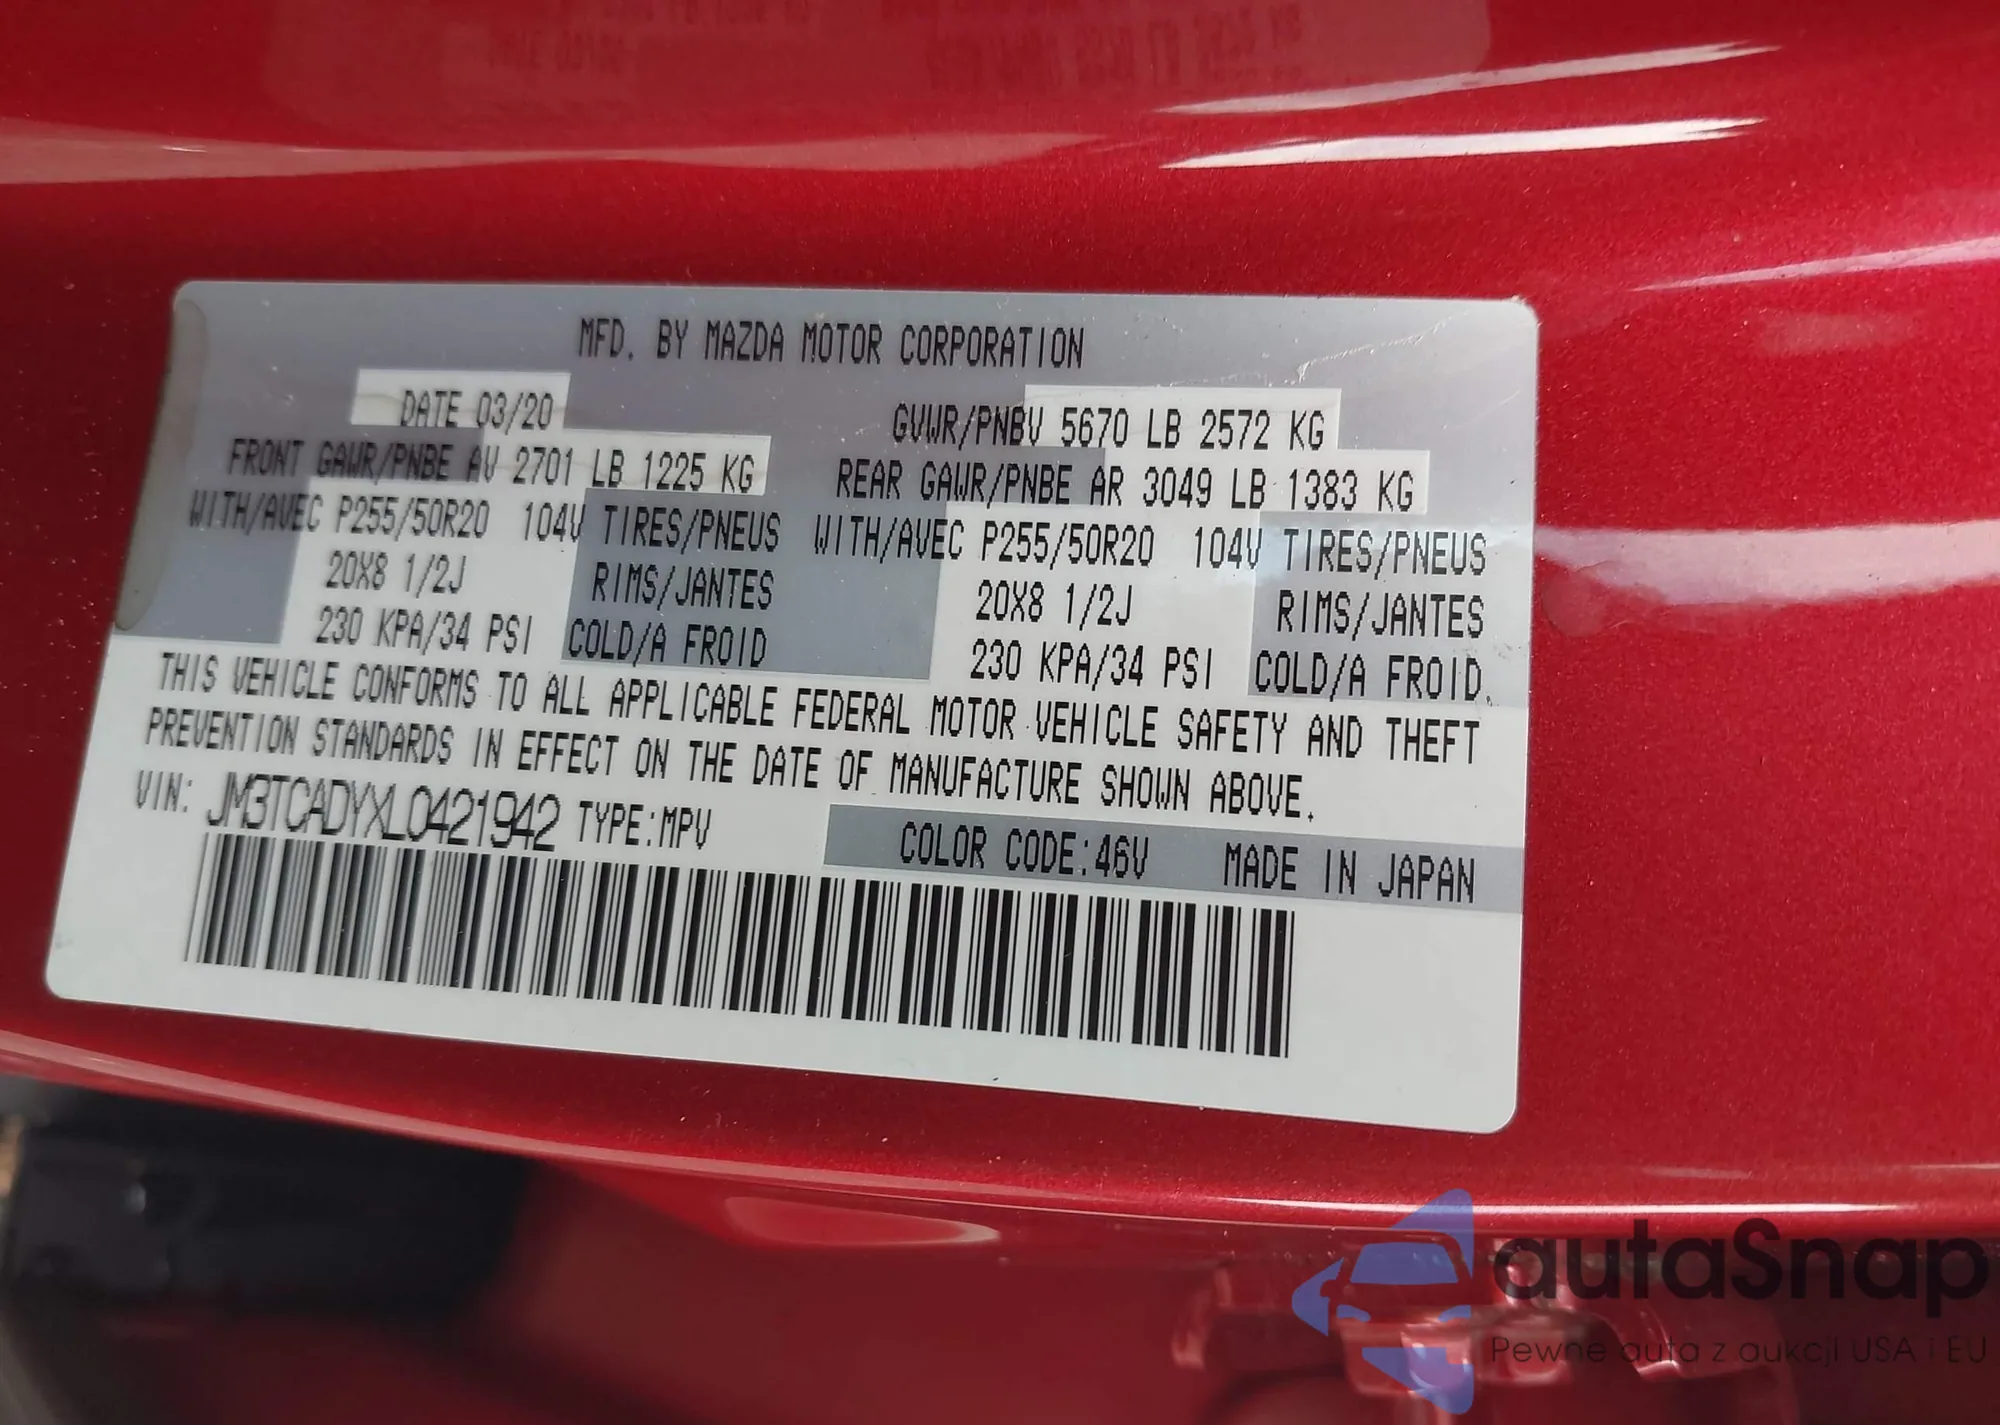 MFD. BY MAZDA MOTOR CORPORATION
DATE 03/20 GVWR/PNBV 5670 LB 2572 KG
FRONT GAWR/PNBE AV 2701 LB 1225 KG REAR GAWR/PNBE AR 3049 LB 1383 KG
WITH/AVEC P255/50R20 104V TIRES/PNEUS WITH/AVEC P255/50R20 104V TIRES/PNEUS
20X8 1/2J RIMS/JANTES 20X8 1/2J RIMS/JANTES
230 KPA/34 PSI COLD/A FROID 230 KPA/34 PSI COLD/A FROID.
THIS VEHICLE CONFORMS TO ALL APPLICABLE FEDERAL MOTOR VEHICLE SAFETY AND THEFT
PREVENTION STANDARDS IN EFFECT ON THE DATE OF MANUFACTURE SHOWN ABOVE.
VIN: JM3TCADYXL0421942 TYPE:MPV COLOR CODE:46V MADE IN JAPAN
autaSnap
Pewne auta z aukcji USA i EU